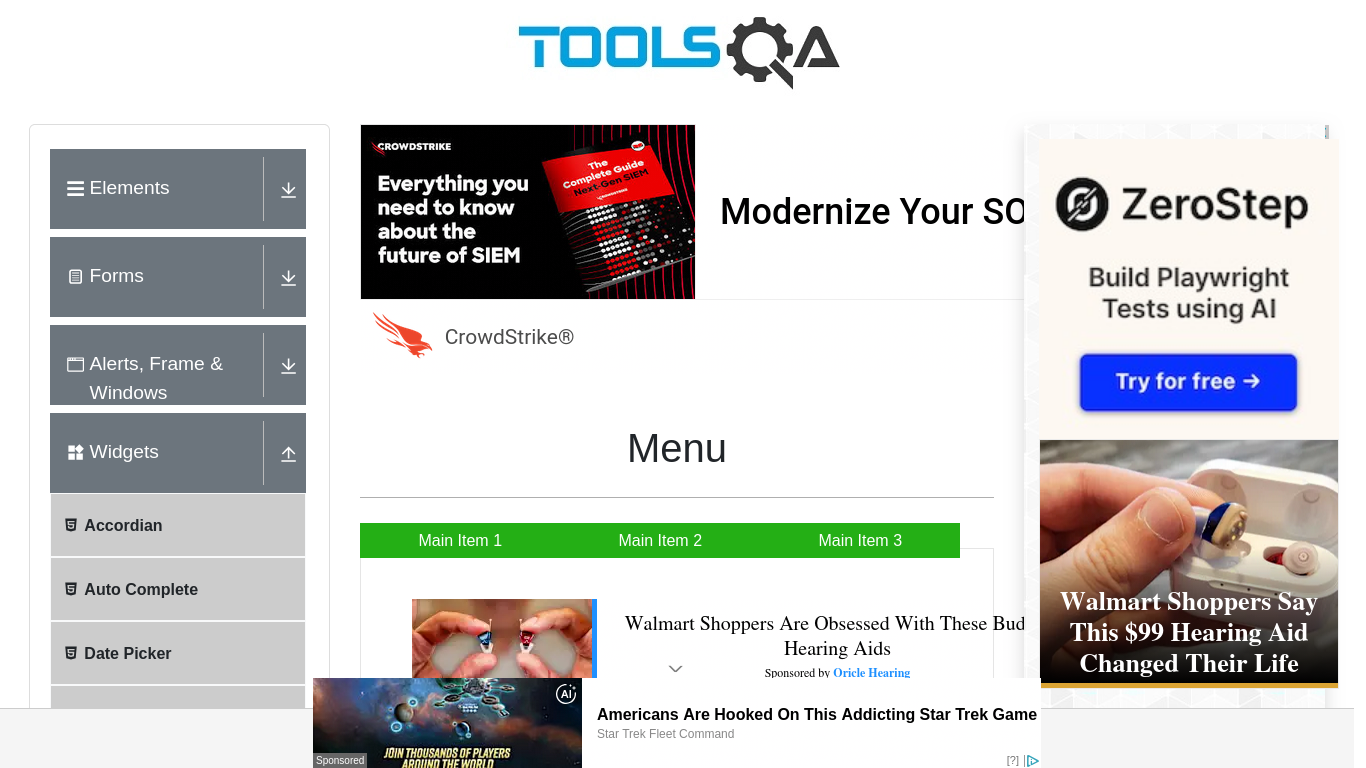 TOOLSQA
Elements
Forms
Alerts, Frame &
Windows
Widgets
Accordian
Auto Complete
Date Picker
CROWDSTRIKE
Everything you
need to know
about the
future of SIEM
The
Complete Guide
Next-Gen SIEM
Modernize Your SO
CrowdStrike®
Menu
Main Item 1
Main Item 2
Main Item 3
Walmart Shoppers Are Obsessed With These Bud
Hearing Aids
Sponsored by Oricle Hearing
ZeroStep
Build Playwright
Tests using AI
Try for free →
Walmart Shoppers Say
This $99 Hearing Aid
Changed Their Life
AI
JOIN THOUSANDS OF PLAYERS
AROUND THE WORLD
Sponsored
Americans Are Hooked On This Addicting Star Trek Game
Star Trek Fleet Command
[?]